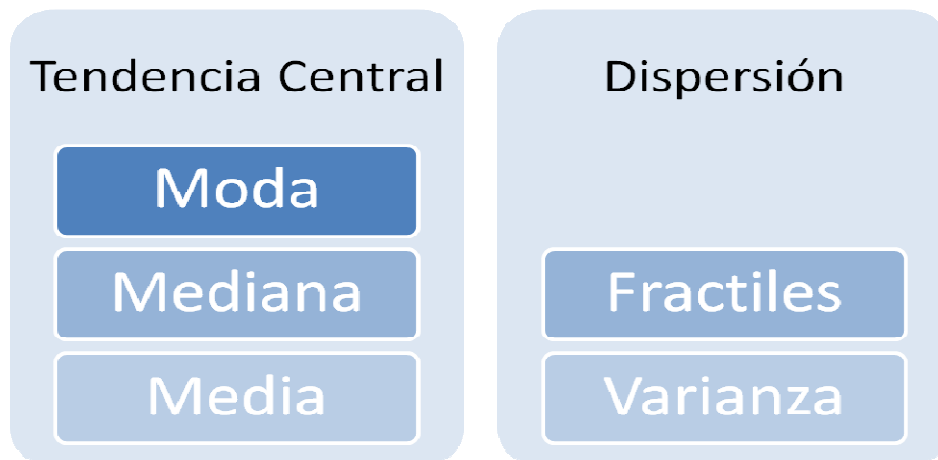 Tendencia Central
Moda
Mediana
Media
Dispersión
Fractiles
Varianza